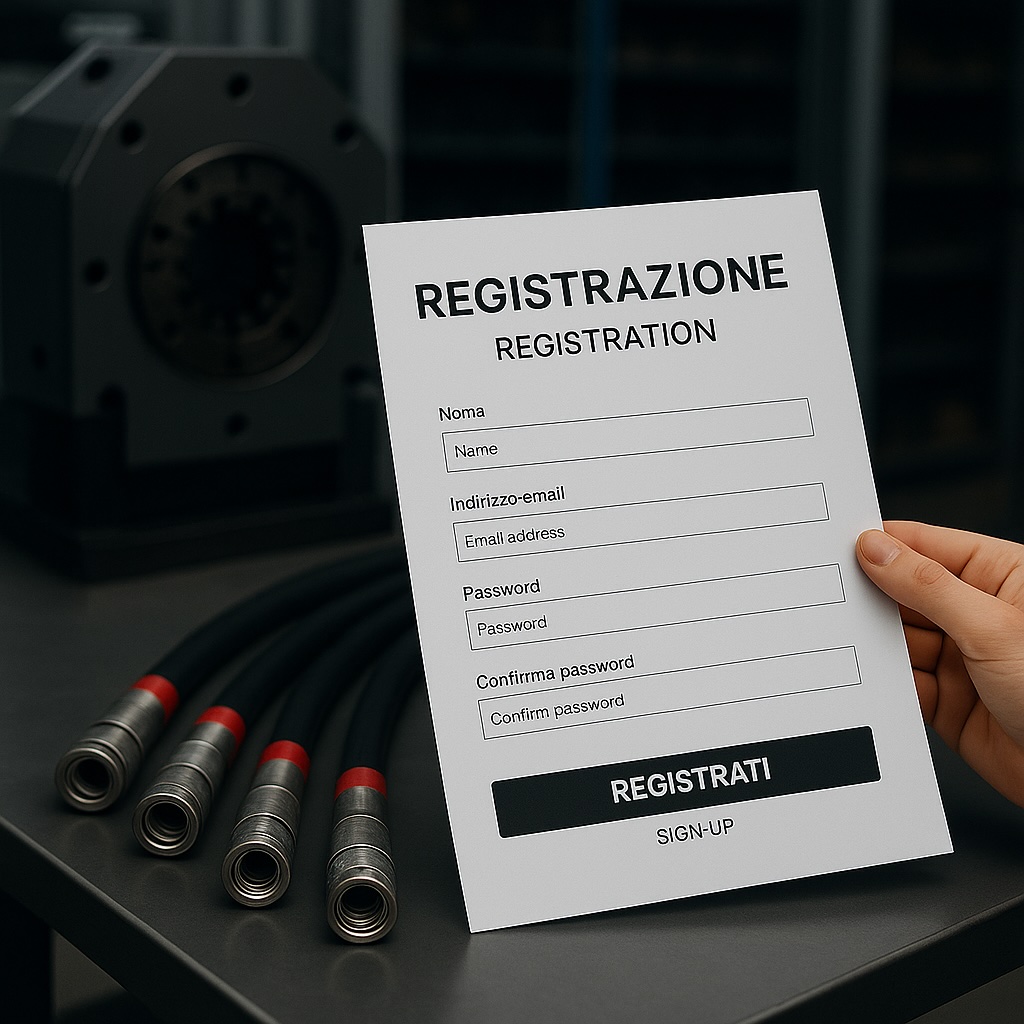 REGISTRAZIONE
REGISTRATION
Noma
Name
Indirizzo-email
Email address
Password
Password
Confirrma password
Confirm password
REGISTRATI
SIGN-UP